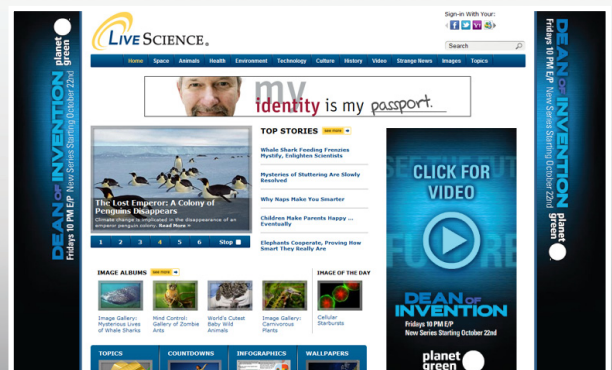 Sign-in With Your:
LIVESCIENCE.
Search
Home Space Animals Health Environment Technology Culture History Video Strange News Images Topics
my
identity is my passport.
planet green
DEAN OF INVENTION
Fridays 10 PM E/P New Series Starting October 22nd
TOP STORIES see more
Whale Shark Feeding Frenzies
Mystify, Enlighten Scientists
Mysteries of Stuttering Are Slowly
Resolved
Why Naps Make You Smarter
Children Make Parents Happy ...
Eventually
Elephants Cooperate, Proving How
Smart They Really Are
The Lost Emperor: A Colony of
Penguins Disappears
Climate change is implicated in the disappearance of an
emperor penguin colony. Read More »
1 2 3 4 5 6 Stop
IMAGE ALBUMS see more
Image Gallery:
Mysterious Lives
of Whale Sharks
Mind Control:
Gallery of Zombie
Ants
World's Cutest
Baby Wild
Animals
Image Gallery:
Carnivorous
Plants
IMAGE OF THE DAY
Cellular
Starbursts
TOPICS COUNTDOWNS INFOGRAPHICS WALLPAPERS
CLICK FOR
VIDEO
DEAN OF
INVENTION
Fridays 10 PM E/P
New Series Starting October 22nd
planet
green
DEAN OF INVENTION
Fridays 10 PM E/P New Series Starting October 22nd
planet green